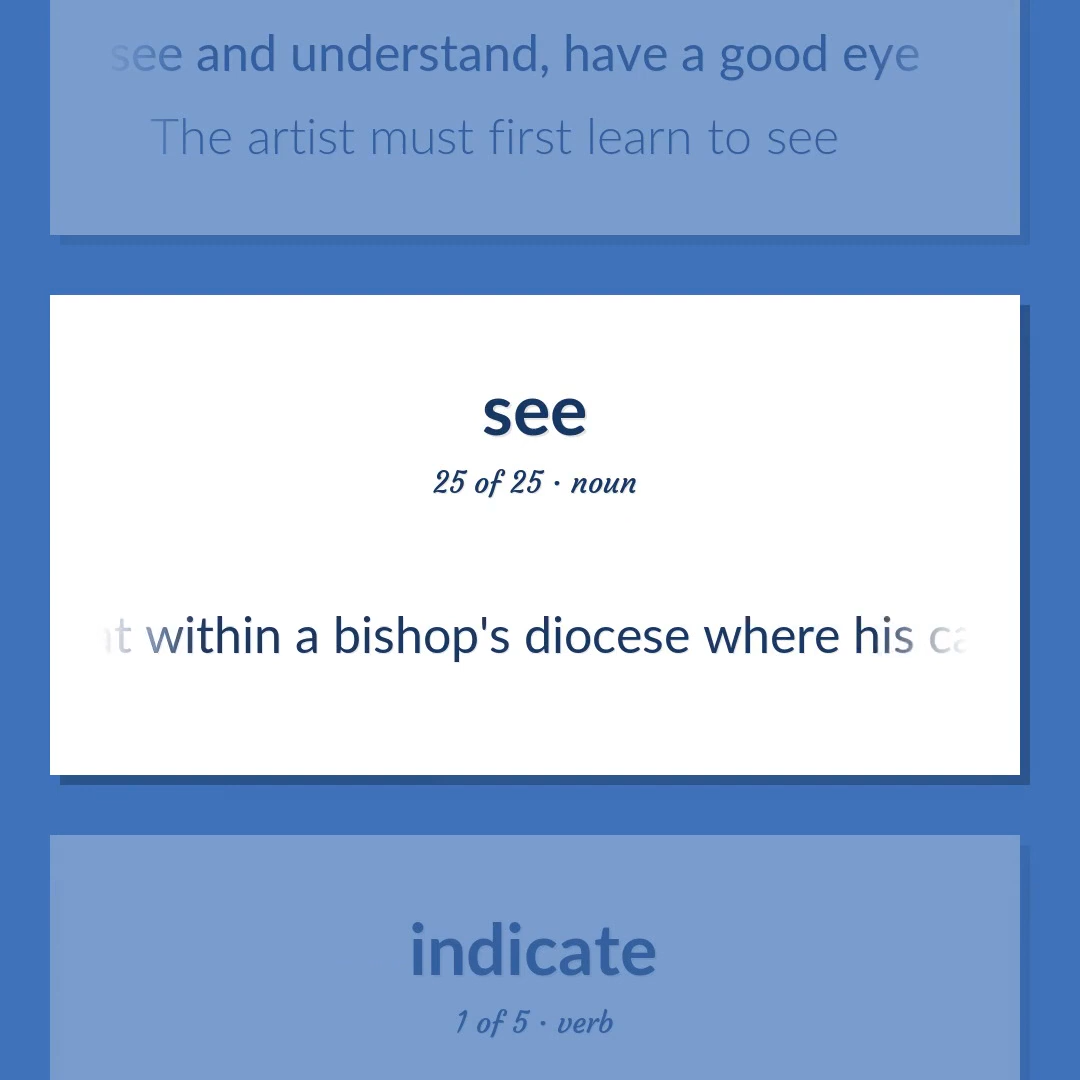 see and understand, have a good eye
The artist must first learn to see
see
25 of 25 · noun
within a bishop's diocese where his
indicate
1 of 5 · verb